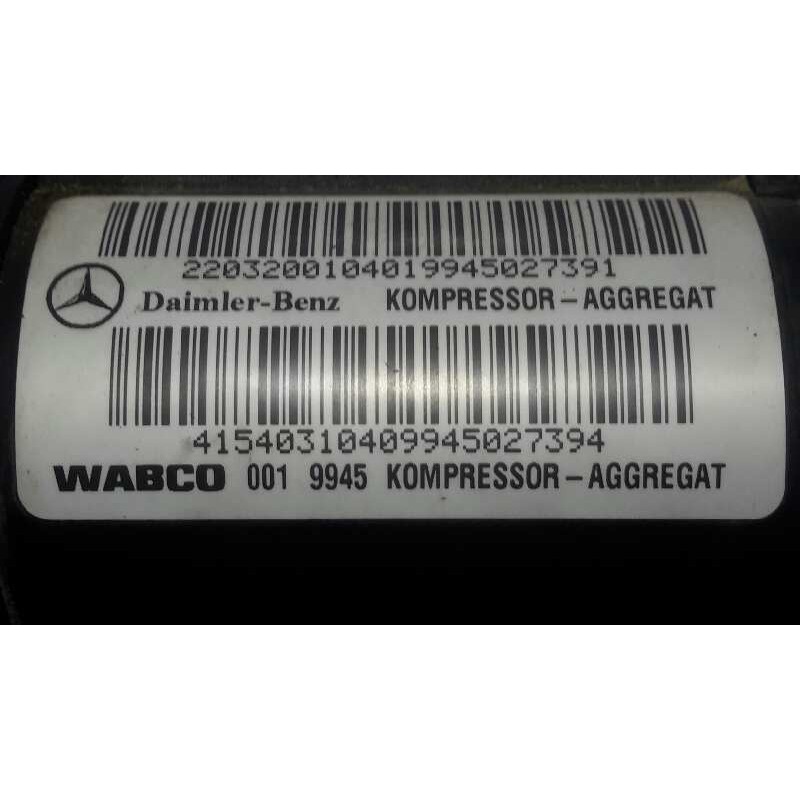 2203200104019945027391
Daimler-Benz KOMPRESSOR-AGGREGAT
41540310409945027394
WABCO 001 9945 KOMPRESSOR-AGGREGAT